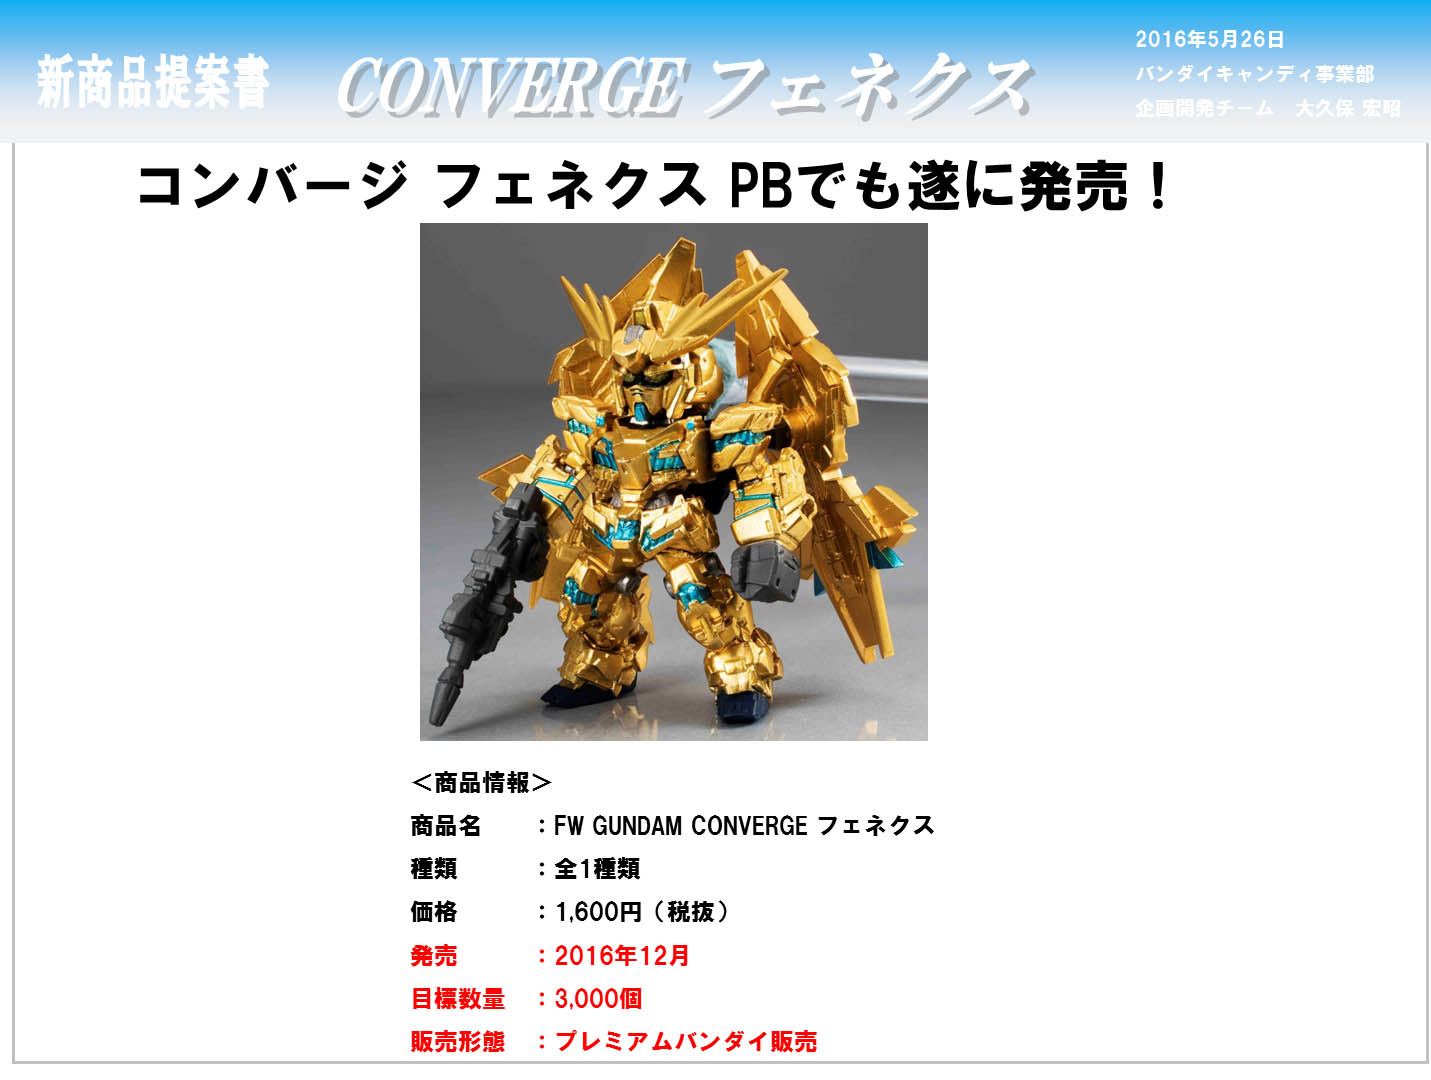 新商品提案書
CONVERGE フェネクス
2016年5月26日
バンダイキャンディ事業部
企画開発チーム　大久保 宏昭
コンバージ フェネクス PBでも遂に発売！
＜商品情報＞
商品名　　：FW GUNDAM CONVERGE フェネクス
種類　　　：全1種類
価格　　　：1,600円（税抜）
発売　　　：2016年12月
目標数量　：3,000個
販売形態　：プレミアムバンダイ販売